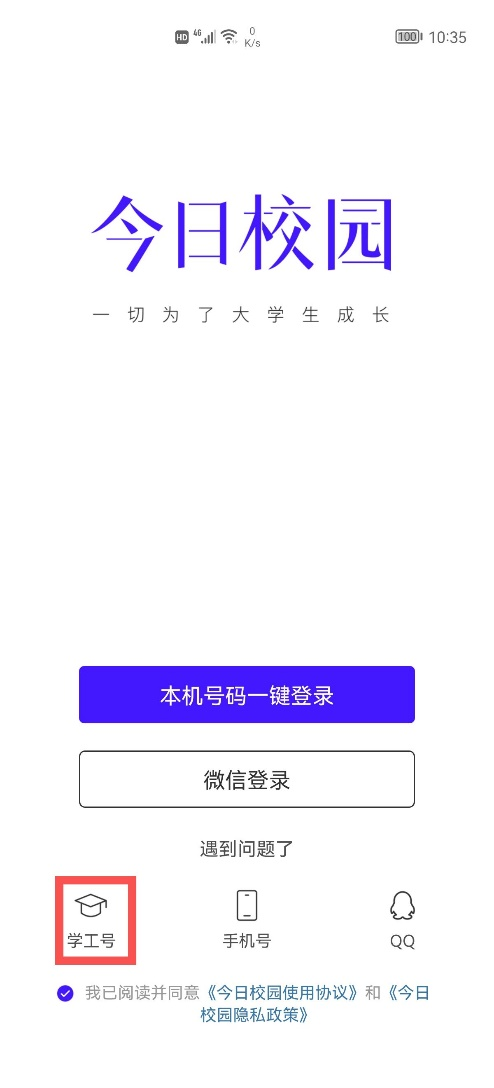 HD 4G 0 K/s 100 10:35
今日校园
一切为了大学生成长
本机号码一键登录
微信登录
遇到问题了
学工号 手机号 QQ
我已阅读并同意《今日校园使用协议》和《今日
校园隐私政策》